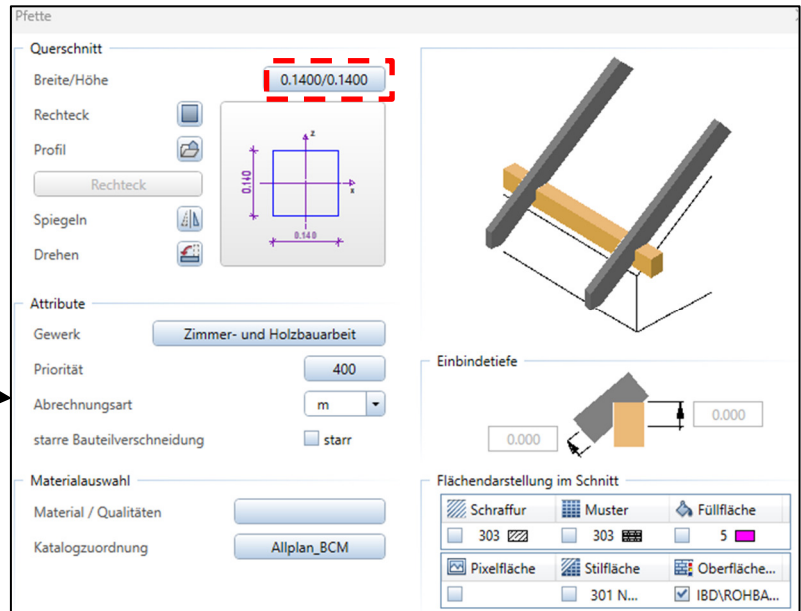 Pfette
Querschnitt
Breite/Höhe 0.1400/0.1400
Rechteck
Profil
Rechteck
Spiegeln
Drehen
z
x
0.140
0.140
Attribute
Gewerk Zimmer- und Holzbauarbeit
Priorität 400
Abrechnungsart m
starre Bauteilverschneidung starr
Materialauswahl
Material / Qualitäten
Katalogzuordnung Allplan_BCM
Einbindetiefe
0.000
0.000
Flächendarstellung im Schnitt
Schraffur Muster Füllfläche
303 303 5
Pixelfläche Stilfläche Oberfläche...
301 N... IBD\ROHBA...